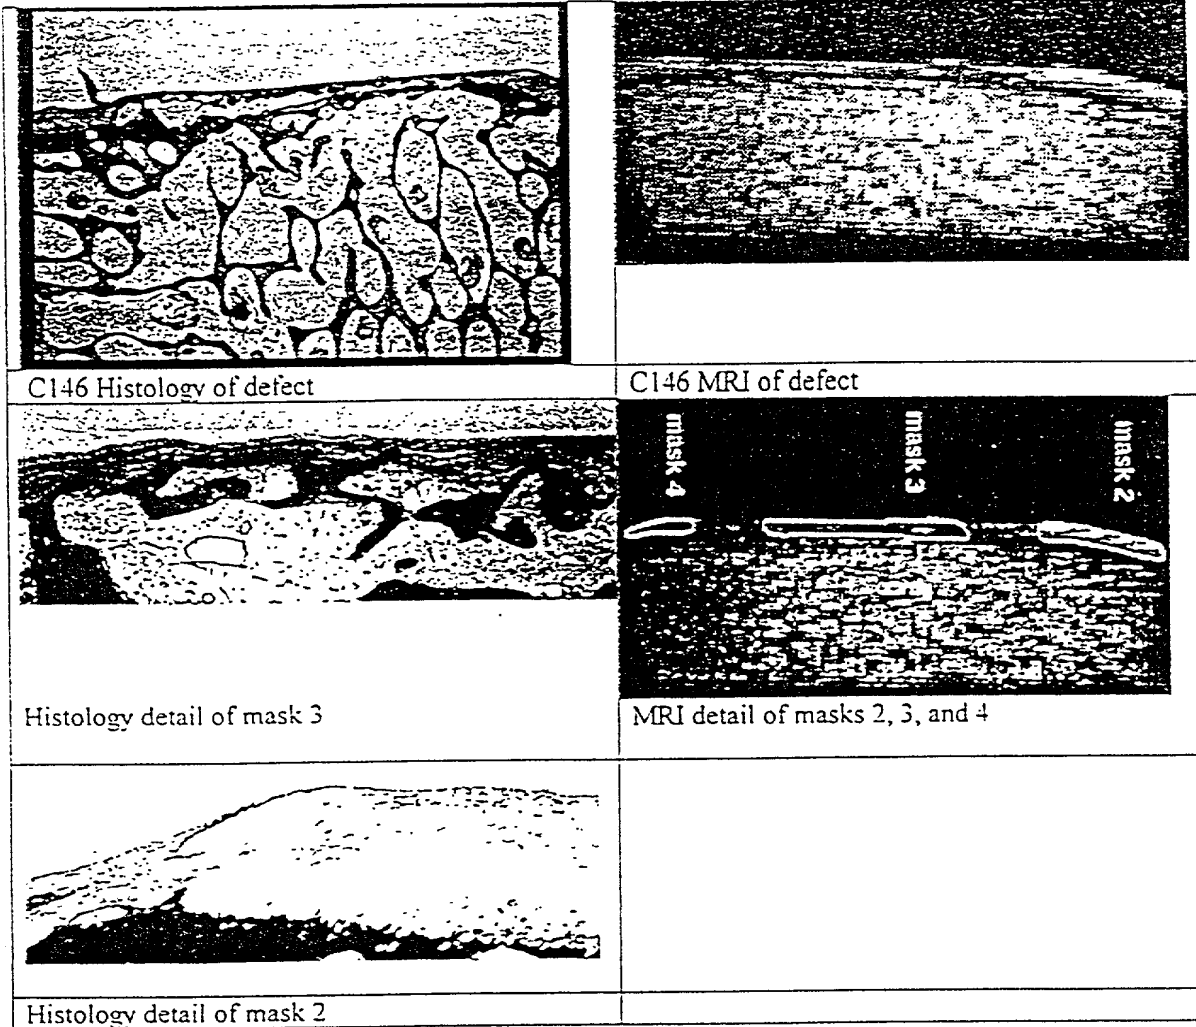 C146 Histology of defect
C146 MRI of defect
mask 4
mask 3
mask 2
Histology detail of mask 3
MRI detail of masks 2, 3, and 4
Histology detail of mask 2